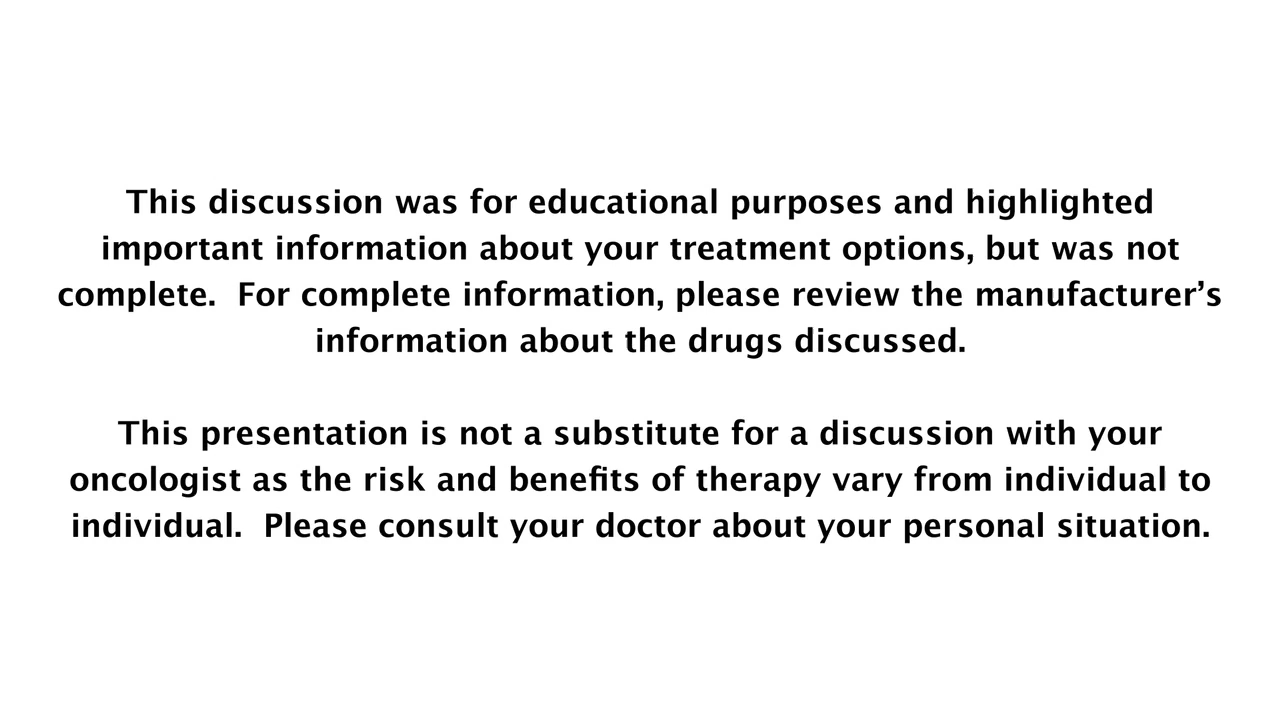 This discussion was for educational purposes and highlighted
important information about your treatment options, but was not
complete.  For complete information, please review the manufacturer’s
information about the drugs discussed.
This presentation is not a substitute for a discussion with your
oncologist as the risk and benefits of therapy vary from individual to
individual.  Please consult your doctor about your personal situation.